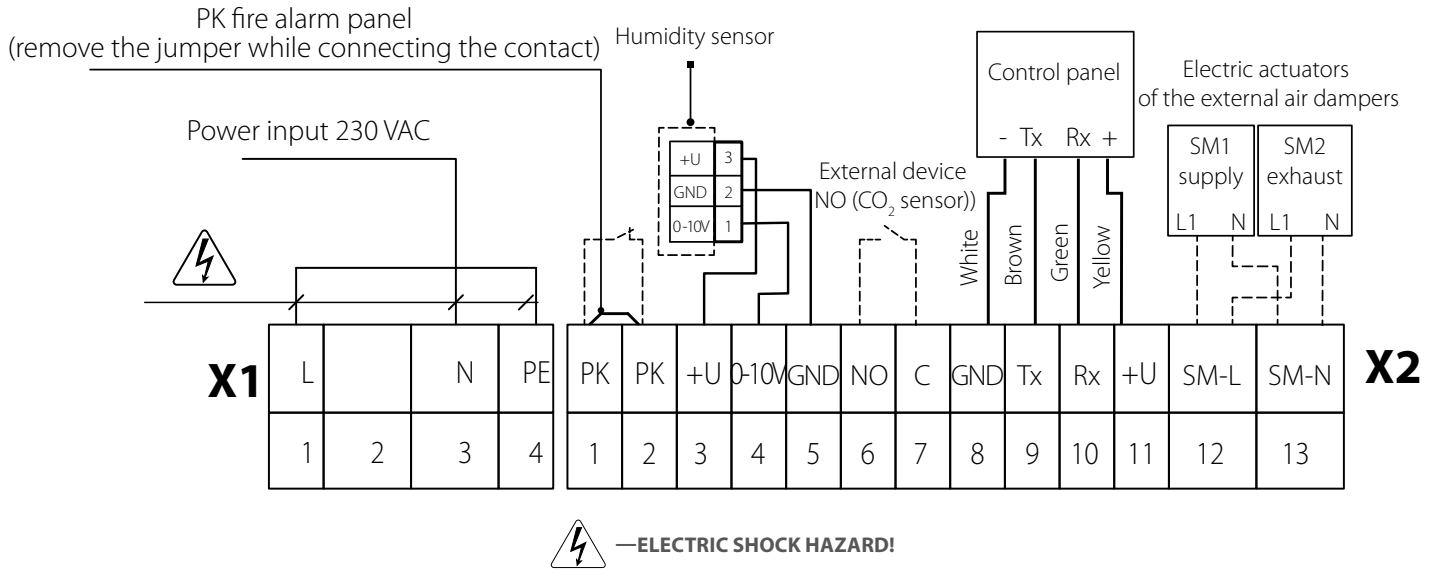 PK fire alarm panel
(remove the jumper while connecting the contact)
Humidity sensor
Power input 230 VAC
+U 3
GND 2
0-10V 1
External device
NO (CO2 sensor))
Control panel
- Tx Rx +
White
Brown
Green
Yellow
Electric actuators
of the external air dampers
SM1
supply
L1 N
SM2
exhaust
L1 N
X1
L N PE
1 2 3 4
PK PK +U 0-10V GND NO C GND Tx Rx +U SM-L SM-N
1 2 3 4 5 6 7 8 9 10 11 12 13
X2
—ELECTRIC SHOCK HAZARD!